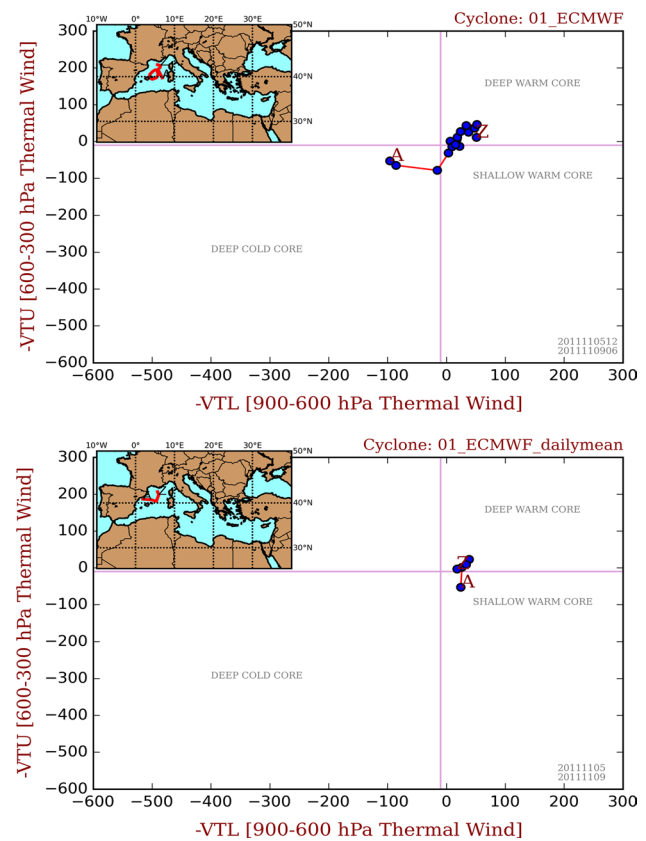 Cyclone: 01_ECMWF
10°W 0° 10°E 20°E 30°E 50°N
40°N
30°N
300
200
100
0
−100
−200
−300
−400
−500
−600
-VTU [600-300 hPa Thermal Wind]
DEEP WARM CORE
Z
A
SHALLOW WARM CORE
DEEP COLD CORE
2011110512
2011110906
−600 −500 −400 −300 −200 −100 0 100 200 300
-VTL [900-600 hPa Thermal Wind]
Cyclone: 01_ECMWF_dailymean
10°W 0° 10°E 20°E 30°E 50°N
40°N
30°N
300
200
100
0
−100
−200
−300
−400
−500
−600
-VTU [600-300 hPa Thermal Wind]
DEEP WARM CORE
Z
A
SHALLOW WARM CORE
DEEP COLD CORE
20111105
20111109
−600 −500 −400 −300 −200 −100 0 100 200 300
-VTL [900-600 hPa Thermal Wind]